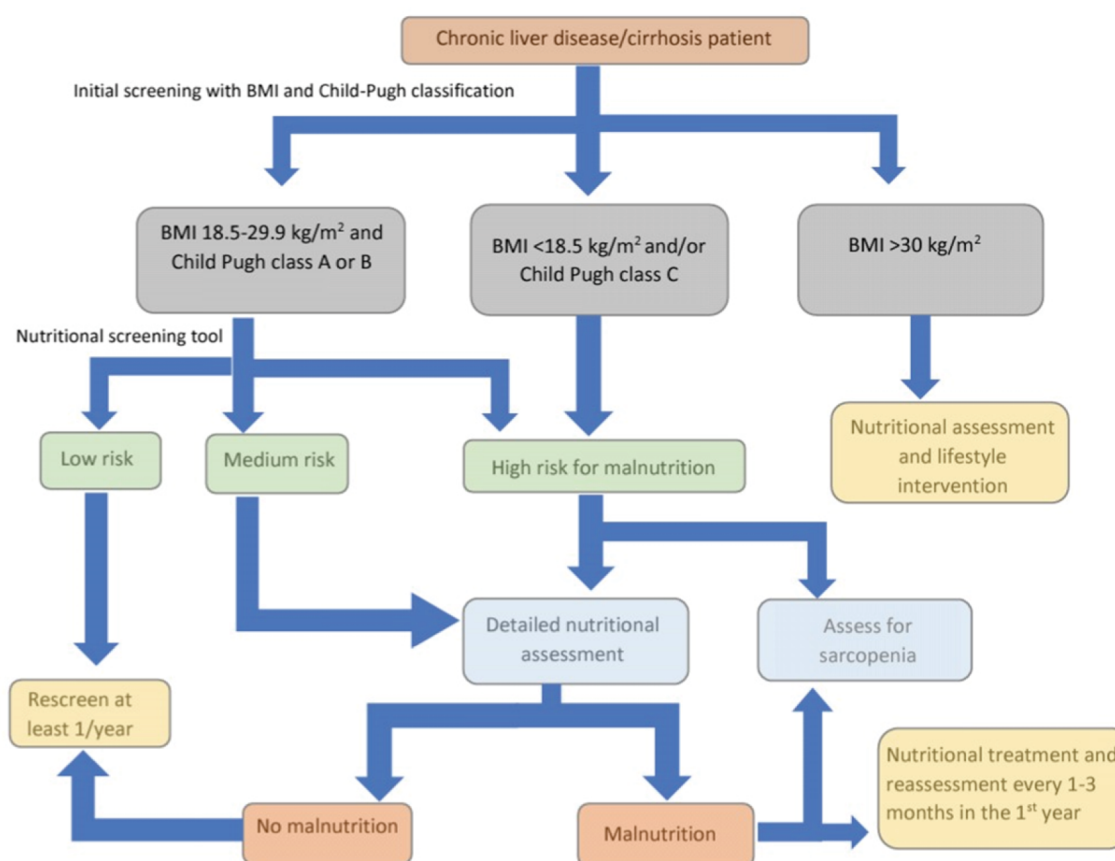 Chronic liver disease/cirrhosis patient
Initial screening with BMI and Child-Pugh classification
BMI 18.5-29.9 kg/m² and
Child Pugh class A or B
BMI <18.5 kg/m² and/or
Child Pugh class C
BMI >30 kg/m²
Nutritional screening tool
Low risk
Medium risk
High risk for malnutrition
Nutritional assessment
and lifestyle
intervention
Detailed nutritional
assessment
Assess for
sarcopenia
Rescreen at
least 1/year
No malnutrition
Malnutrition
Nutritional treatment and
reassessment every 1-3
months in the 1st year